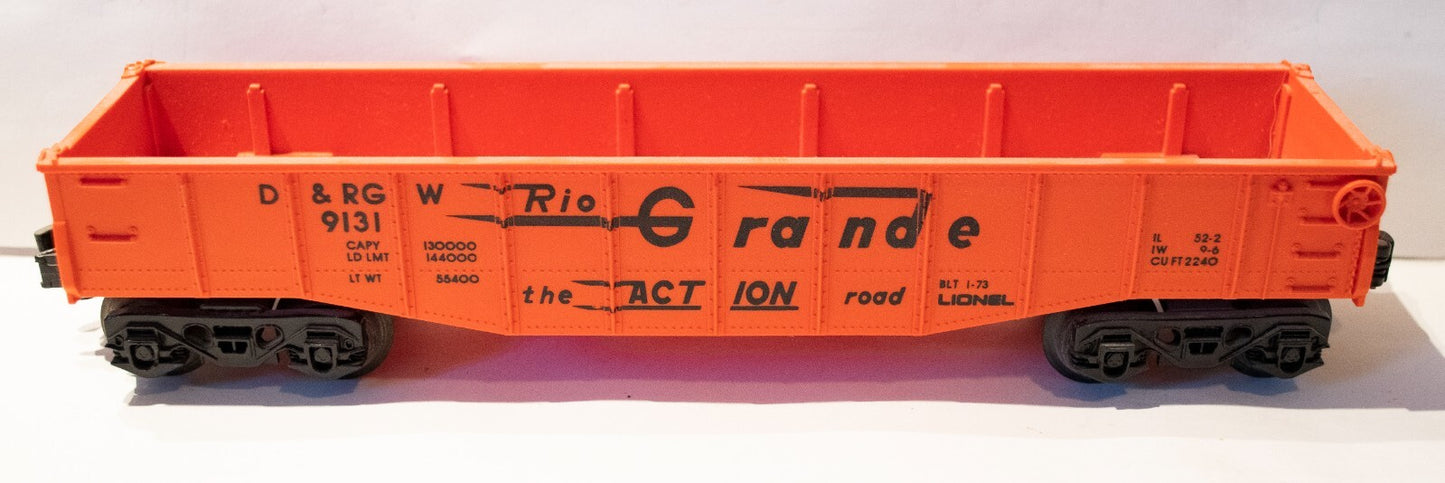 D & RG W
9131
CAPY 130000
LD LMT 144000
LT WT 55400
Rio Grande
the ACTION road
BLT 1-73
LIONEL
IL 52-2
IW 9-6
CU FT 2240